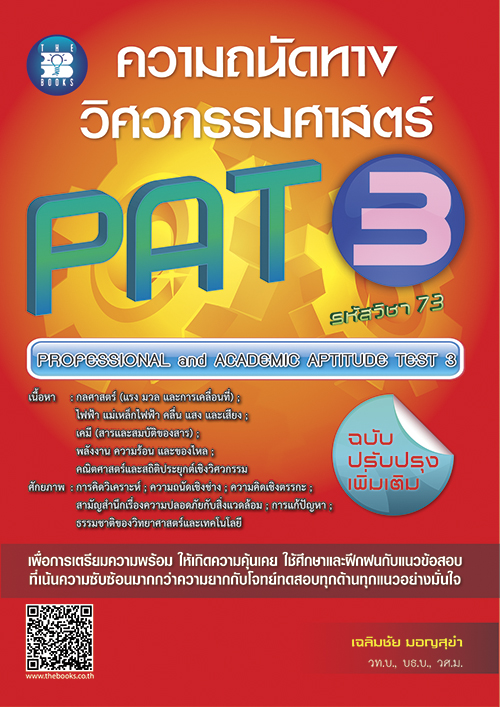 THE
BOOKS
ความถนัดทาง
วิศวกรรมศาสตร์
PAT 3
รหัสวิชา 73
PROFESSIONAL and ACADEMIC APTITUDE TEST 3
เนื้อหา : กลศาสตร์ (แรง มวล และการเคลื่อนที่) ;
ไฟฟ้า แม่เหล็กไฟฟ้า คลื่น แสง และเสียง ;
เคมี (สารและสมบัติของสาร) ;
พลังงาน ความร้อน และของไหล ;
คณิตศาสตร์และสถิติประยุกต์เชิงวิศวกรรม
ศักยภาพ : การคิดวิเคราะห์ ; ความถนัดเชิงช่าง ; ความคิดเชิงตรรกะ ;
สามัญสำนึกเรื่องความปลอดภัยกับสิ่งแวดล้อม ; การแก้ปัญหา ;
ธรรมชาติของวิทยาศาสตร์และเทคโนโลยี
ฉบับ
ปรับปรุง
เพิ่มเติม
เพื่อการเตรียมความพร้อม ให้เกิดความคุ้นเคย ใช้ศึกษาและฝึกฝนกับแนวข้อสอบ
ที่เน้นความซับซ้อนมากกว่าความยากกับโจทย์ทดสอบทุกด้านทุกแนวอย่างมั่นใจ
www.thebooks.co.th
เฉลิมชัย มอญสุขำ
วท.บ., บธ.บ., วศ.ม.